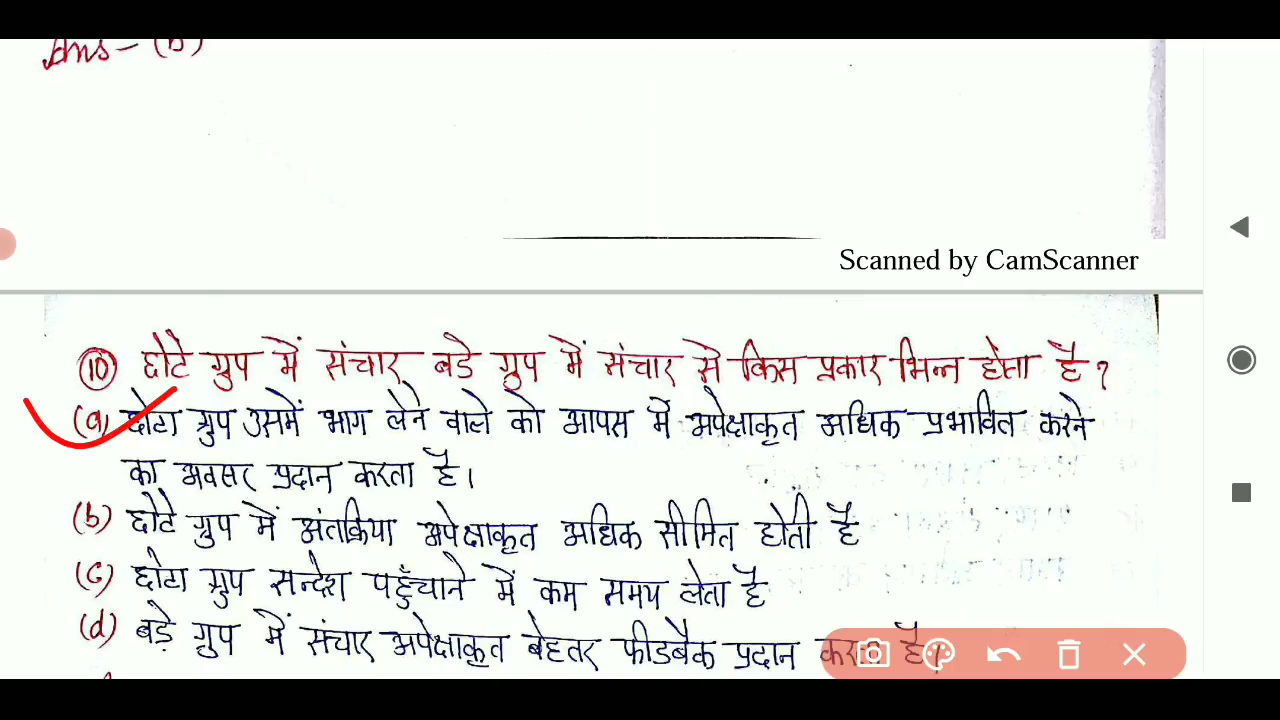 Ans - (b)
Scanned by CamScanner
10 छोटे ग्रुप में संचार बडे ग्रुप में संचार से किस प्रकार भिन्न होता है?
(a) छोटा ग्रुप उसमें भाग लेने वाले को आपस में अपेक्षाकृत अधिक प्रभावित करने
का अवसर प्रदान करता है।
(b) छोटे ग्रुप में अंतक्रिया अपेक्षाकृत अधिक सीमित होती है
(c) छोटा ग्रुप सन्देश पहुँचाने में कम समय लेता है
(d) बड़े ग्रुप में संचार अपेक्षाकृत बेहतर फीडबैक प्रदान करता है।